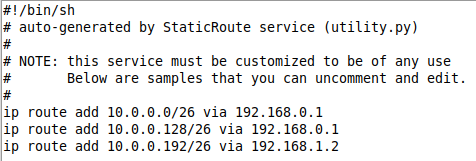 #!/bin/sh
# auto-generated by StaticRoute service (utility.py)
#
# NOTE: this service must be customized to be of any use
#       Below are samples that you can uncomment and edit.
#
ip route add 10.0.0.0/26 via 192.168.0.1
ip route add 10.0.0.128/26 via 192.168.0.1
ip route add 10.0.0.192/26 via 192.168.1.2